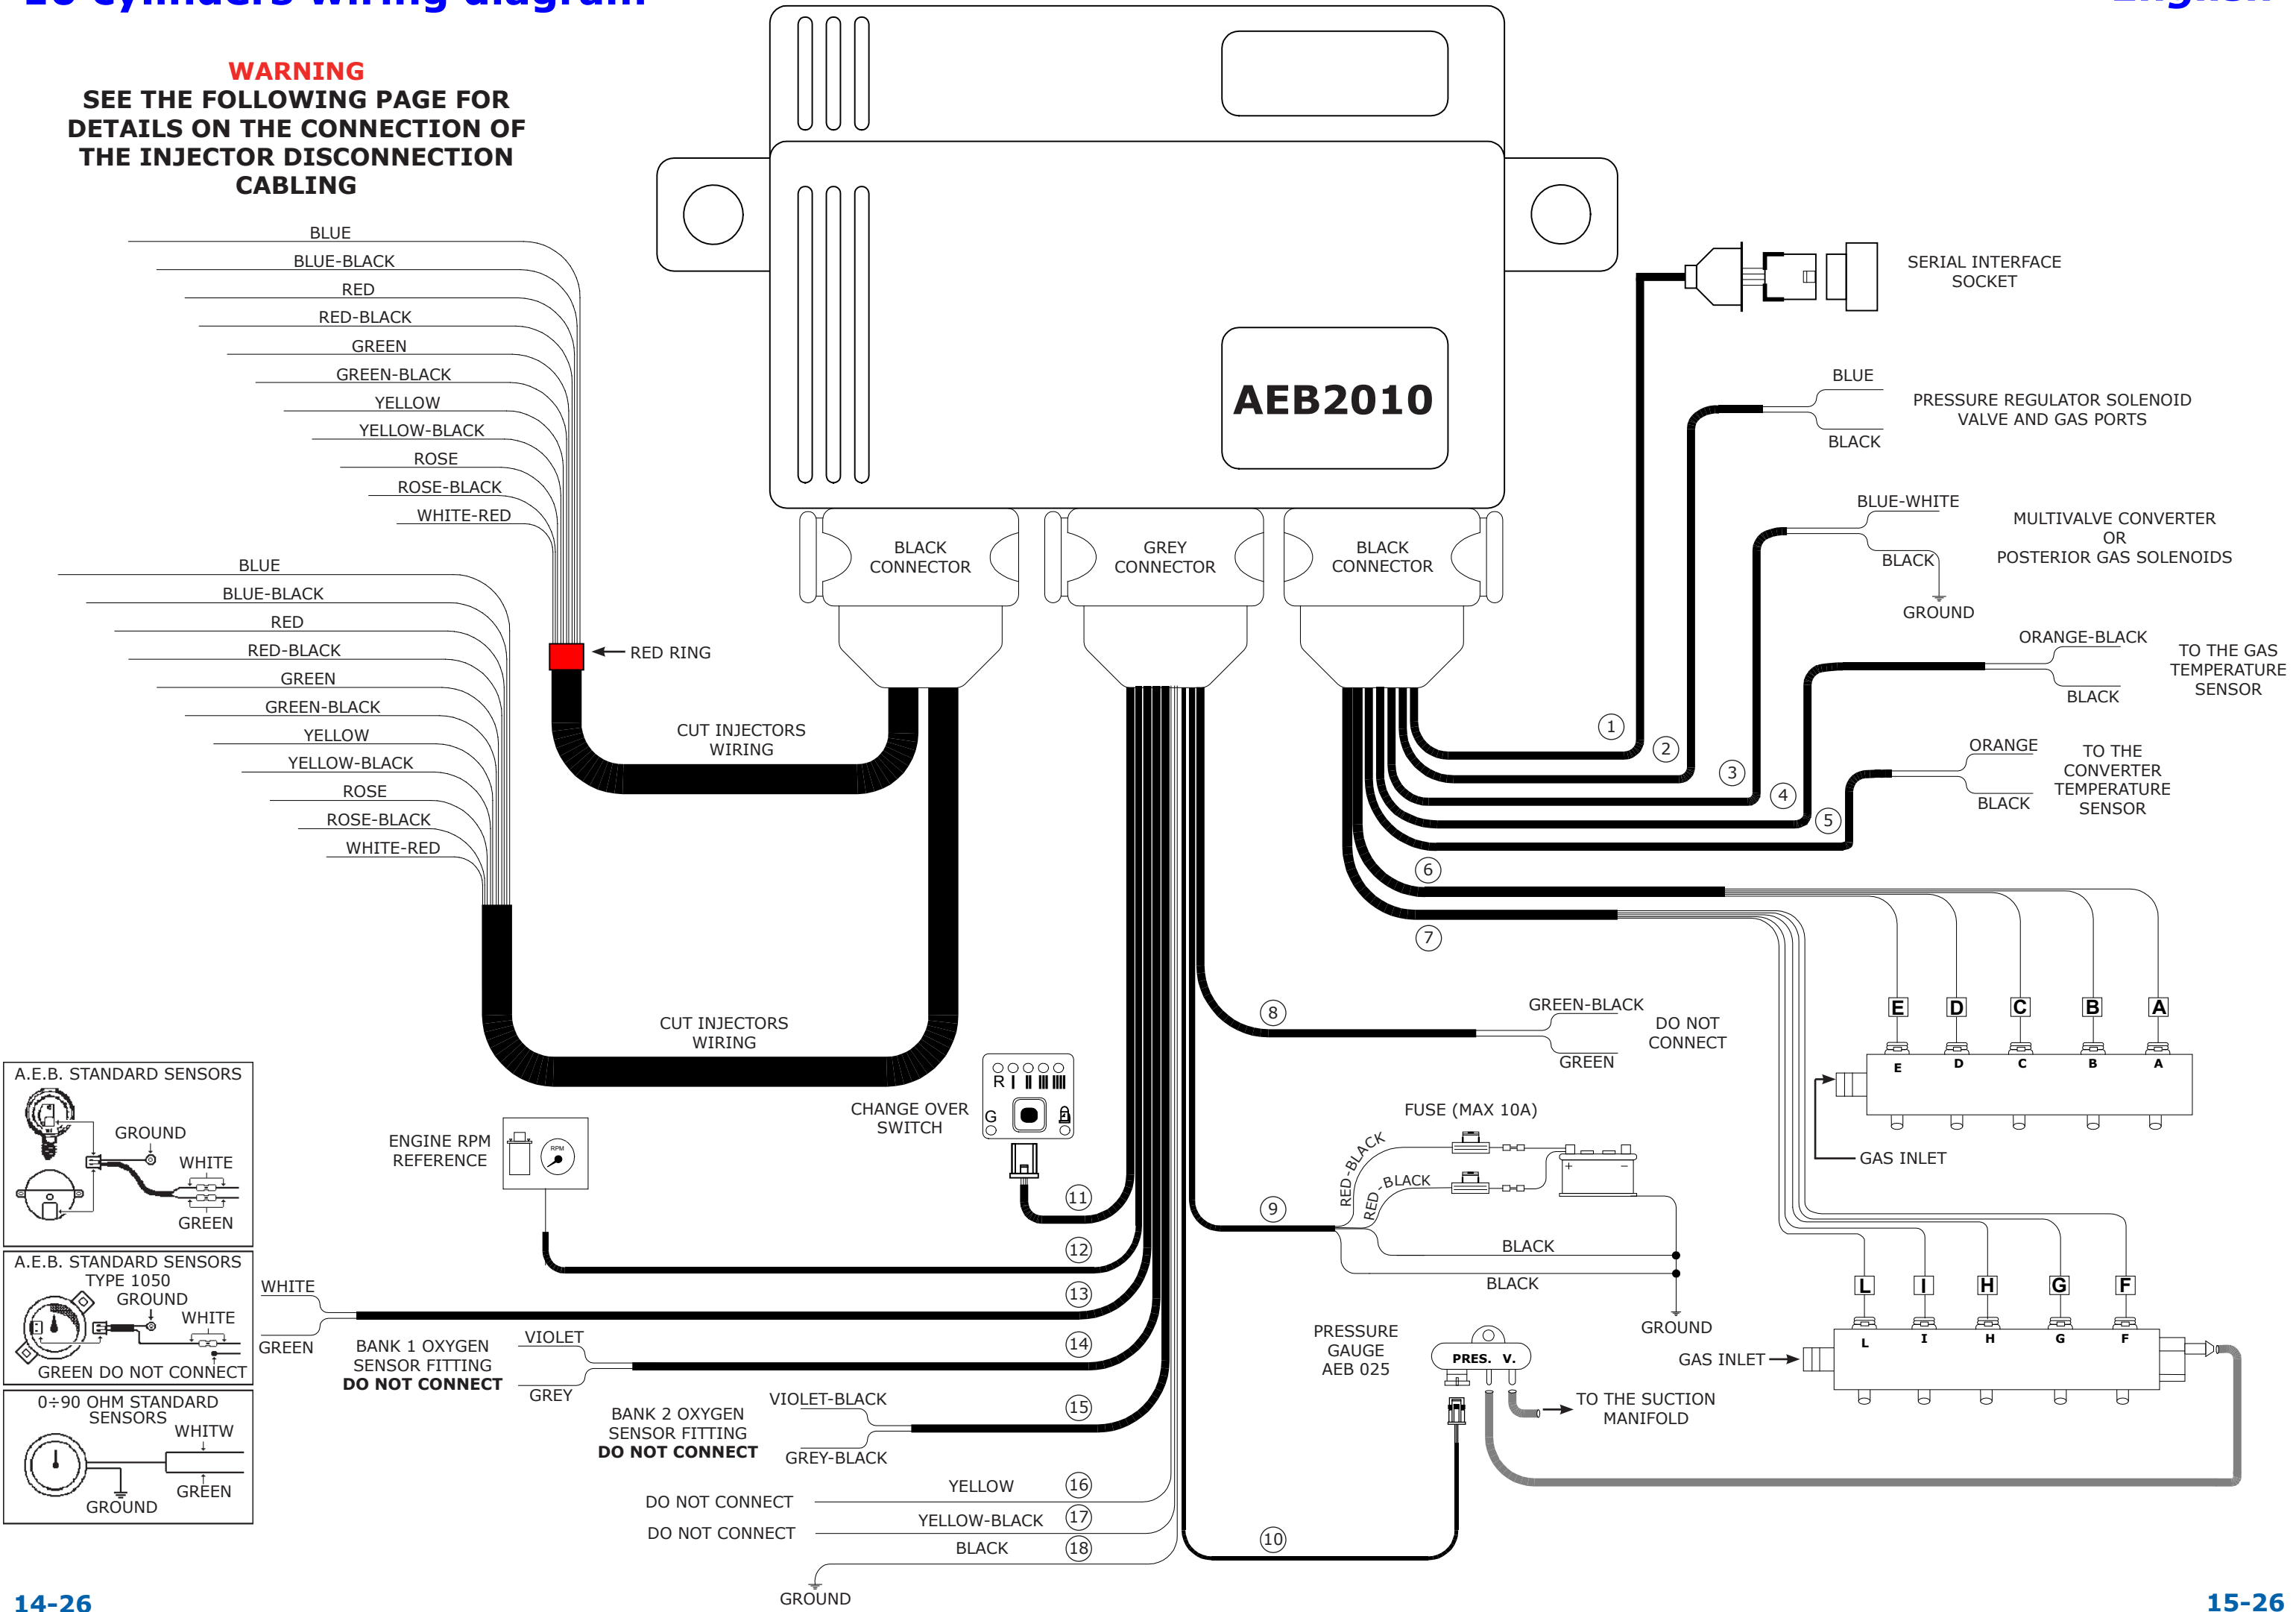 10 cylinders wiring diagram
English
WARNING
SEE THE FOLLOWING PAGE FOR
DETAILS ON THE CONNECTION OF
THE INJECTOR DISCONNECTION
CABLING
BLUE
BLUE-BLACK
RED
RED-BLACK
GREEN
GREEN-BLACK
YELLOW
YELLOW-BLACK
ROSE
ROSE-BLACK
WHITE-RED
BLUE
BLUE-BLACK
RED
RED-BLACK
GREEN
GREEN-BLACK
YELLOW
YELLOW-BLACK
ROSE
ROSE-BLACK
WHITE-RED
RED RING
CUT INJECTORS
WIRING
CUT INJECTORS
WIRING
AEB2010
BLACK
CONNECTOR
GREY
CONNECTOR
BLACK
CONNECTOR
SERIAL INTERFACE
SOCKET
BLUE
BLACK
PRESSURE REGULATOR SOLENOID
VALVE AND GAS PORTS
BLUE-WHITE
BLACK
GROUND
MULTIVALVE CONVERTER
OR
POSTERIOR GAS SOLENOIDS
ORANGE-BLACK
BLACK
TO THE GAS
TEMPERATURE
SENSOR
ORANGE
BLACK
TO THE
CONVERTER
TEMPERATURE
SENSOR
1
2
3
4
5
6
7
E D C B A
E D C B A
GAS INLET
8
GREEN-BLACK
GREEN
DO NOT
CONNECT
FUSE (MAX 10A)
RED-BLACK
RED-BLACK
+ −
9
BLACK
BLACK
GROUND
L I H G F
L I H G F
GAS INLET
PRESSURE
GAUGE
AEB 025
PRES. V.
TO THE SUCTION
MANIFOLD
10
CHANGE OVER
SWITCH
R I II III IIII
G
11
ENGINE RPM
REFERENCE
RPM
12
WHITE
GREEN
13
BANK 1 OXYGEN
SENSOR FITTING
DO NOT CONNECT
VIOLET
GREY
14
BANK 2 OXYGEN
SENSOR FITTING
DO NOT CONNECT
VIOLET-BLACK
GREY-BLACK
15
DO NOT CONNECT
YELLOW
16
DO NOT CONNECT
YELLOW-BLACK
17
BLACK
18
GROUND
A.E.B. STANDARD SENSORS
GROUND
WHITE
GREEN
A.E.B. STANDARD SENSORS
TYPE 1050
GROUND
WHITE
GREEN DO NOT CONNECT
0÷90 OHM STANDARD
SENSORS
WHITW
GREEN
GROUND
14-26
15-26